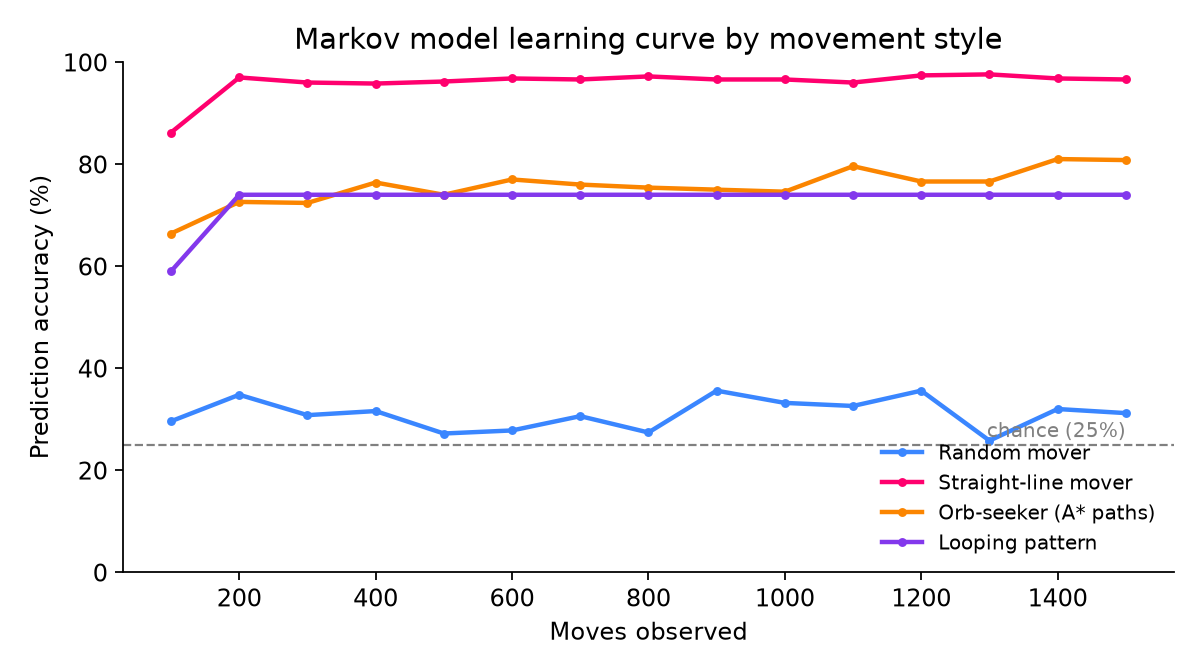 Markov model learning curve by movement style
Prediction accuracy (%)
100
80
60
40
20
0
chance (25%)
Random mover
Straight-line mover
Orb-seeker (A* paths)
Looping pattern
200 400 600 800 1000 1200 1400
Moves observed